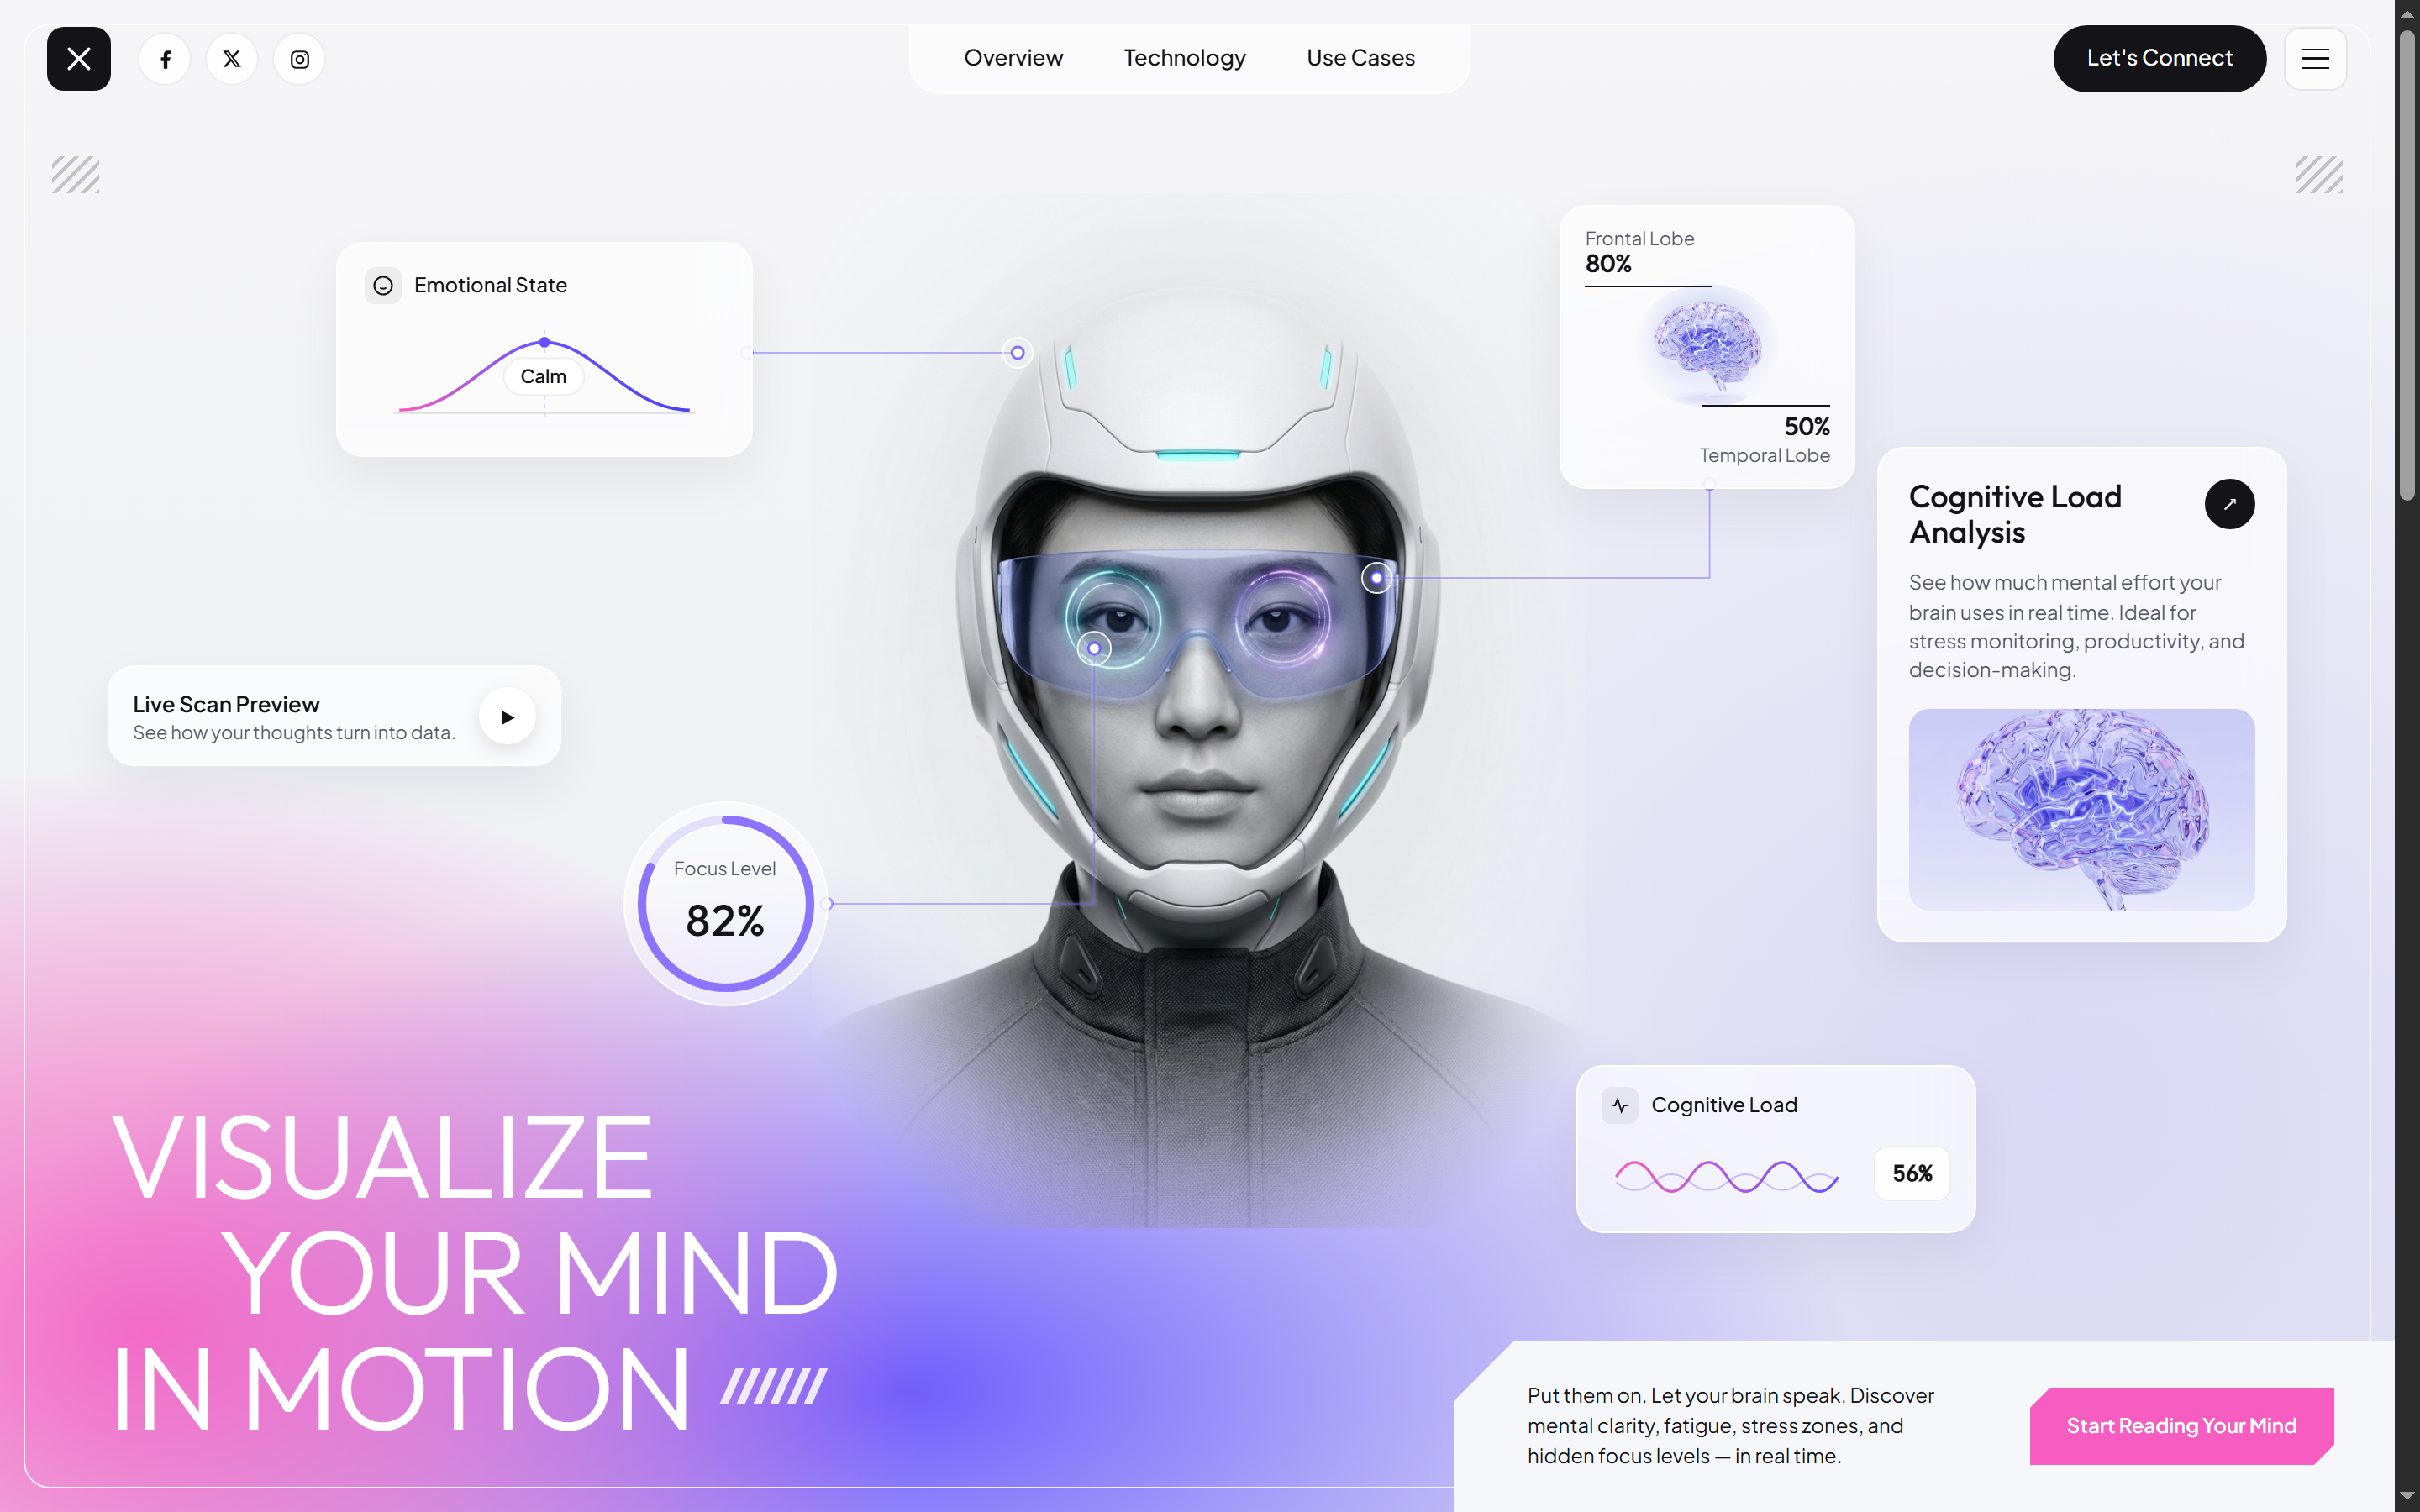 Overview
Technology
Use Cases
Let's Connect
Emotional State
Calm
Frontal Lobe
80%
50%
Temporal Lobe
Cognitive Load
Analysis
See how much mental effort your
brain uses in real time. Ideal for
stress monitoring, productivity, and
decision-making.
Live Scan Preview
See how your thoughts turn into data.
Focus Level
82%
Cognitive Load
56%
VISUALIZE
YOUR MIND
IN MOTION
Put them on. Let your brain speak. Discover
mental clarity, fatigue, stress zones, and
hidden focus levels — in real time.
Start Reading Your Mind